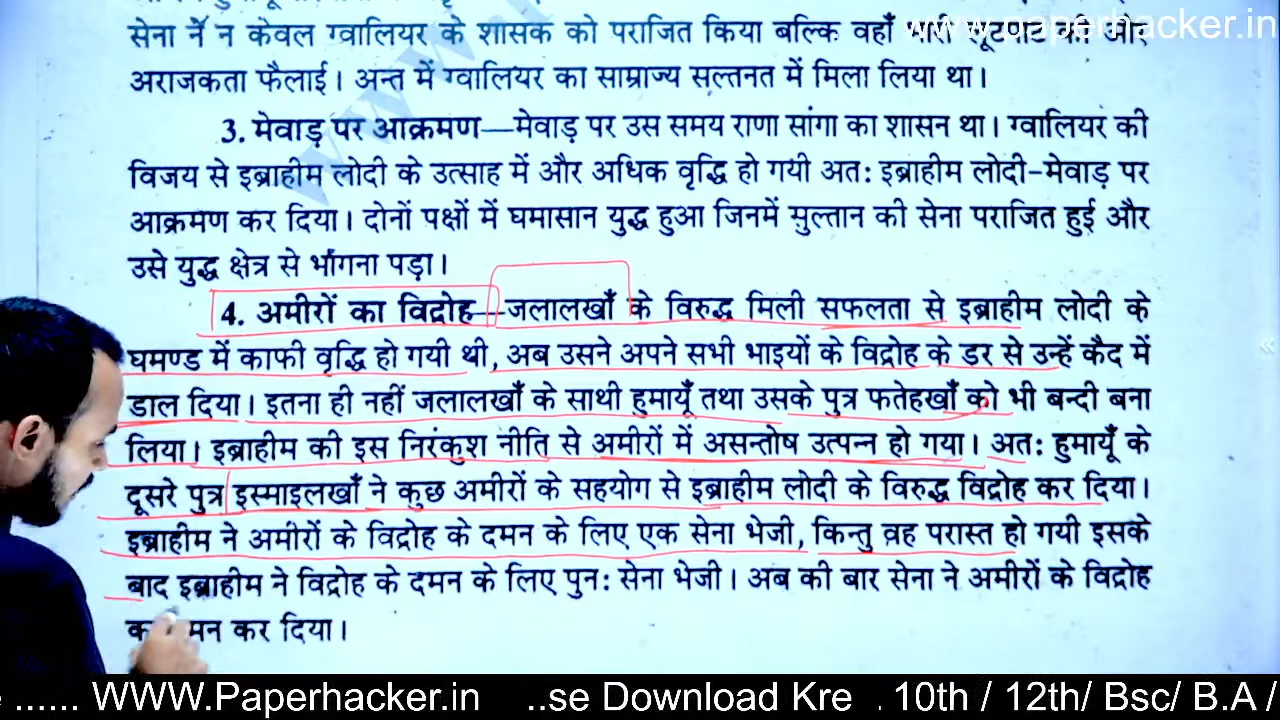 सेना ने न केवल ग्वालियर के शासक को पराजित किया बल्कि वहाँ भारी लूटपाट की और
www.paperhacker.in
अराजकता फैलाई। अन्त में ग्वालियर का साम्राज्य सल्तनत में मिला लिया था।
3. मेवाड़ पर आक्रमण—मेवाड़ पर उस समय राणा सांगा का शासन था। ग्वालियर की
विजय से इब्राहीम लोदी के उत्साह में और अधिक वृद्धि हो गयी अत: इब्राहीम लोदी-मेवाड़ पर
आक्रमण कर दिया। दोनों पक्षों में घमासान युद्ध हुआ जिनमें सुल्तान की सेना पराजित हुई और
उसे युद्ध क्षेत्र से भागना पड़ा।
4. अमीरों का विद्रोह—जलालखाँ के विरुद्ध मिली सफलता से इब्राहीम लोदी के
घमण्ड में काफी वृद्धि हो गयी थी, अब उसने अपने सभी भाइयों के विद्रोह के डर से उन्हें कैद में
डाल दिया। इतना ही नहीं जलालखाँ के साथी हुमायूँ तथा उसके पुत्र फतेहखाँ को भी बन्दी बना
लिया। इब्राहीम की इस निरंकुश नीति से अमीरों में असन्तोष उत्पन्न हो गया। अत: हुमायूँ के
दूसरे पुत्र इस्माइलखाँ ने कुछ अमीरों के सहयोग से इब्राहीम लोदी के विरुद्ध विद्रोह कर दिया।
इब्राहीम ने अमीरों के विद्रोह के दमन के लिए एक सेना भेजी, किन्तु वह परास्त हो गयी इसके
बाद इब्राहीम ने विद्रोह के दमन के लिए पुन: सेना भेजी। अब की बार सेना ने अमीरों के विद्रोह
कर दिया।
...... WWW.Paperhacker.in ..se Download Kre . 10th / 12th/ Bsc/ B.A /